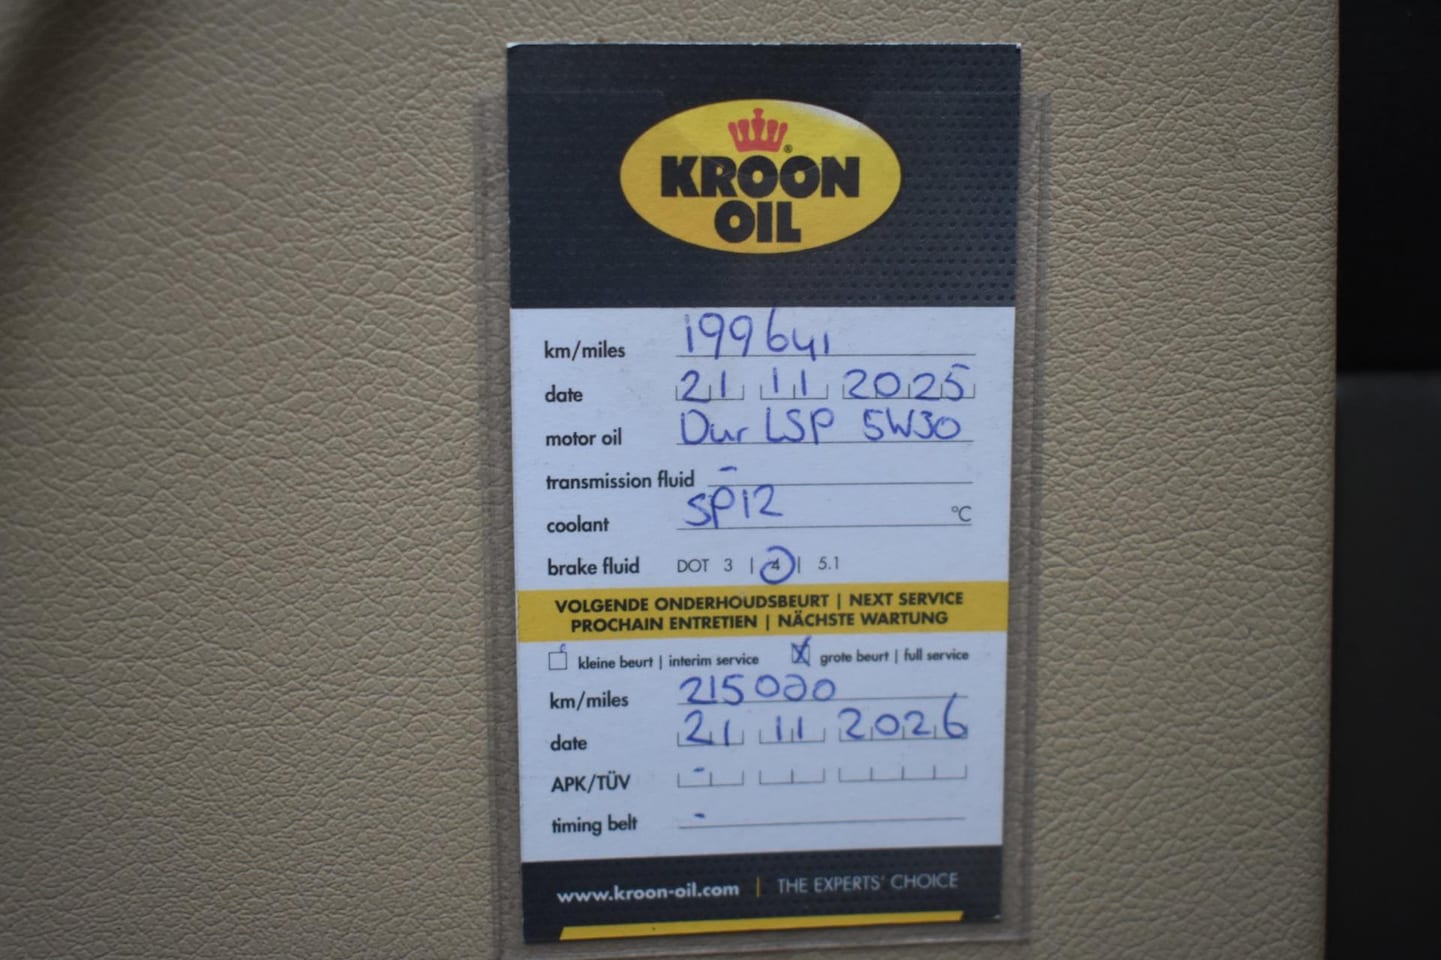 KROON
OIL
®
km/miles 199641
date 21 11 2025
motor oil Dur LSP 5W30
transmission fluid -
coolant SP12 °C
brake fluid DOT 3 | 4 | 5.1
VOLGENDE ONDERHOUDSBEURT | NEXT SERVICE
PROCHAIN ENTRETIEN | NÄCHSTE WARTUNG
kleine beurt | interim service X grote beurt | full service
km/miles 215000
date 21 11 2026
APK/TÜV -
timing belt -
www.kroon-oil.com | THE EXPERTS' CHOICE